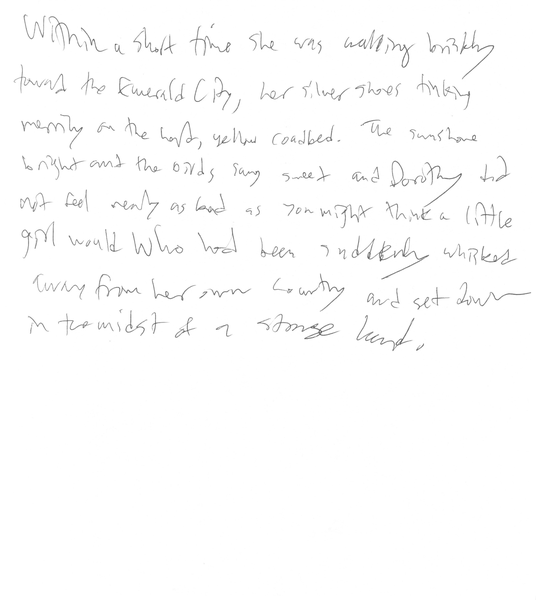 Within a short time she was walking briskly
toward the Emerald City, her silver shoes tinkling
merrily on the hard, yellow roadbed. The sun shone
bright and the birds sang sweet and Dorothy did
not feel nearly as bad as you might think a little
girl would who had been suddenly whisked
away from her own country and set down
in the midst of a strange land.